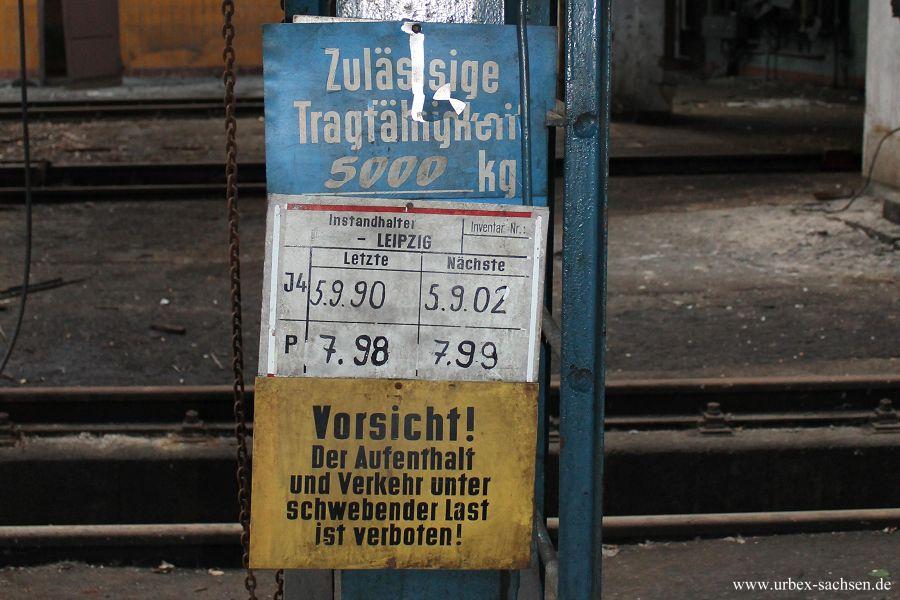 Zulässige
Tragfähigkeit
5000 kg
Instandhalter
- LEIPZIG
Inventar-Nr.:
Letzte Nächste
J4 5.9.90 5.9.02
P 7.98 7.99
Vorsicht!
Der Aufenthalt
und Verkehr unter
schwebender Last
ist verboten!
www.urbex-sachsen.de